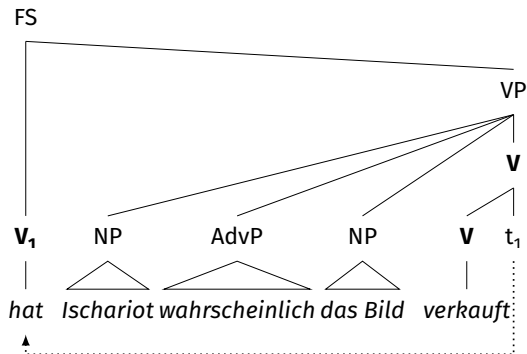 FS
VP
V
V₁ NP AdvP NP V t₁
hat Ischariot wahrscheinlich das Bild verkauft